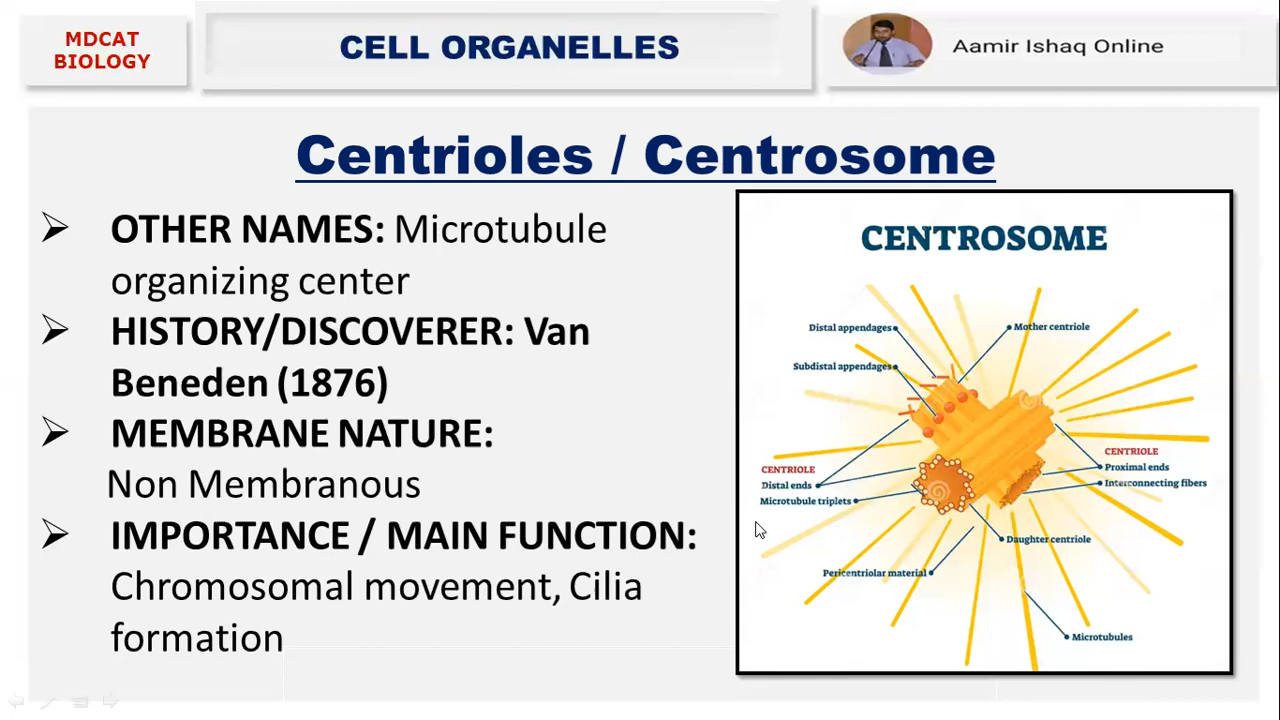 MDCAT
BIOLOGY
CELL ORGANELLES
Aamir Ishaq Online
Centrioles / Centrosome
OTHER NAMES: Microtubule
organizing center
HISTORY/DISCOVERER: Van
Beneden (1876)
MEMBRANE NATURE:
Non Membranous
IMPORTANCE / MAIN FUNCTION:
Chromosomal movement, Cilia
formation
CENTROSOME
Distal appendages
Mother centriole
Subdistal appendages
CENTRIOLE
Proximal ends
Interconnecting fibers
CENTRIOLE
Distal ends
Microtubule triplets
Daughter centriole
Pericentriolar material
Microtubules